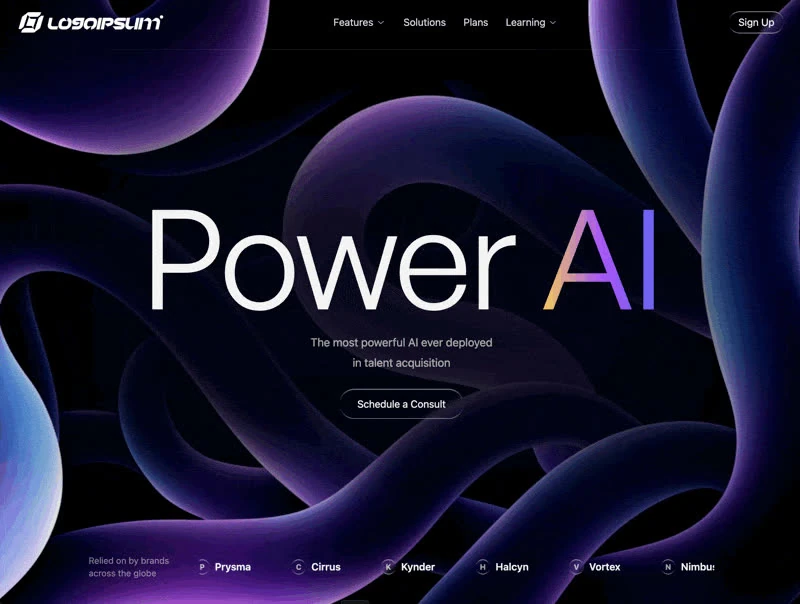 LOGOIPSUM
Features Solutions Plans Learning
Sign Up
Power AI
The most powerful AI ever deployed
in talent acquisition
Schedule a Consult
Relied on by brands
across the globe
P Prysma C Cirrus K Kynder H Halcyn V Vortex N Nimbus